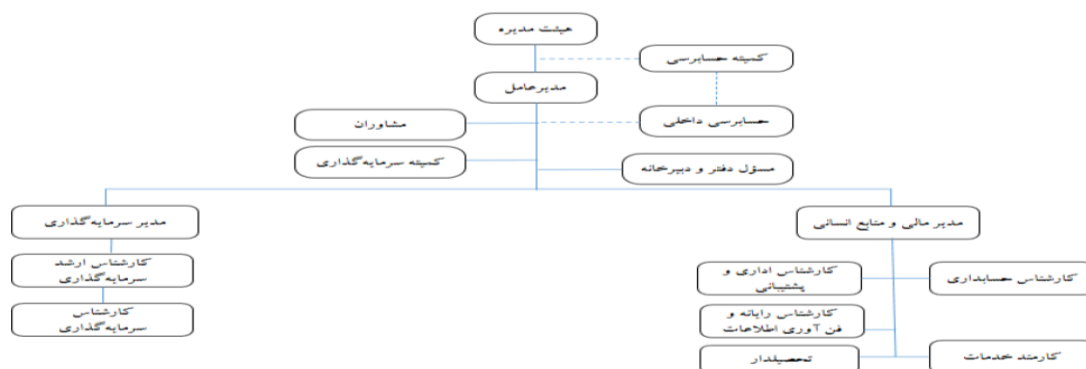 هیئت مدیره
کمیته حسابرسی
مدیرعامل
مشاوران
حسابرسی داخلی
کمیته سرمایه‌گذاری
مسؤل دفتر و دبیرخانه
مدیر سرمایه‌گذاری
مدیر مالی و منابع انسانی
کارشناس ارشد
سرمایه‌گذاری
کارشناس
سرمایه‌گذاری
کارشناس حسابداری
کارشناس اداری و
پشتیبانی
کارشناس رایانه و
فن آوری اطلاعات
کارمند خدمات
تحصیلدار